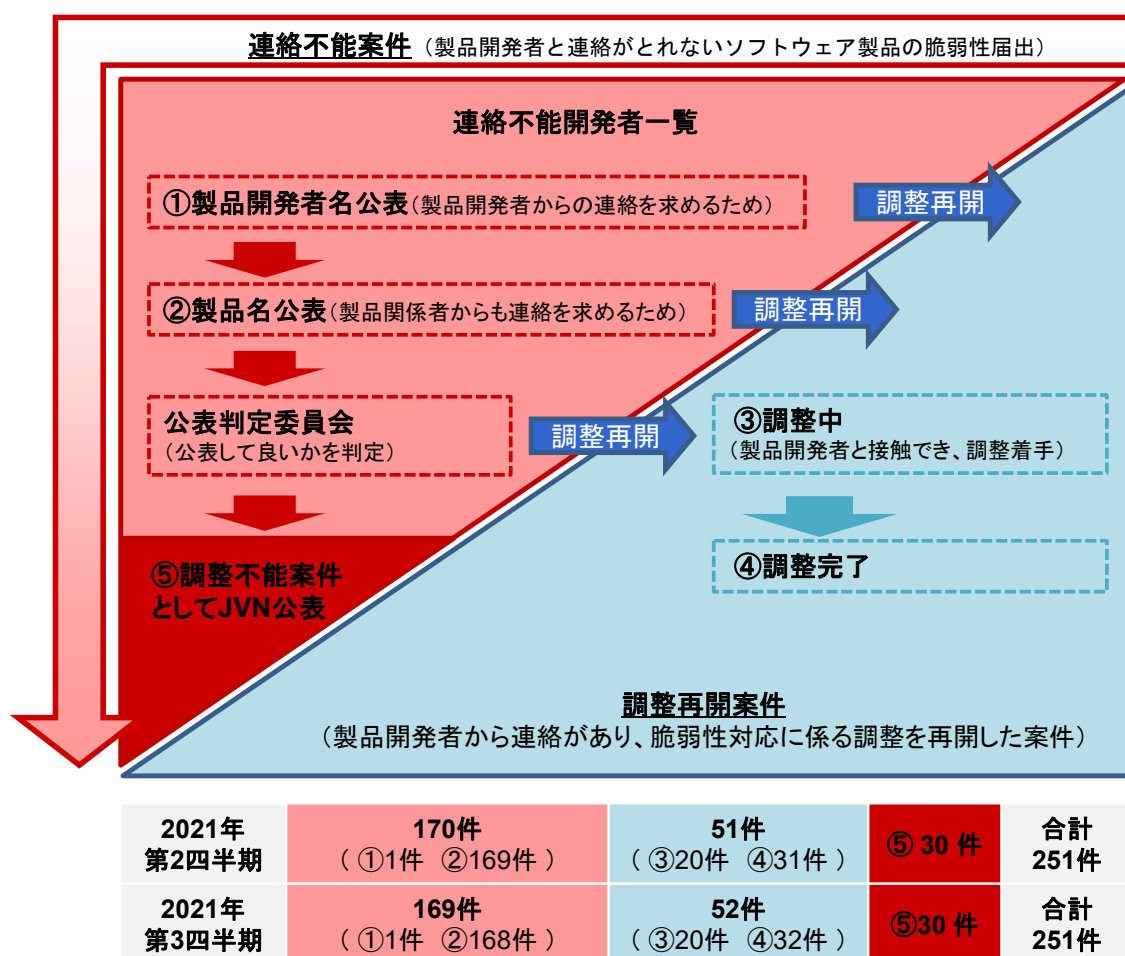 連絡不能案件（製品開発者と連絡がとれないソフトウェア製品の脆弱性届出）
連絡不能開発者一覧
①製品開発者名公表（製品開発者からの連絡を求めるため）
調整再開
②製品名公表（製品関係者からも連絡を求めるため）
調整再開
公表判定委員会
（公表して良いかを判定）
調整再開
③調整中
（製品開発者と接触でき、調整着手）
④調整完了
⑤調整不能案件
としてJVN公表
調整再開案件
（製品開発者から連絡があり、脆弱性対応に係る調整を再開した案件）
2021年
第2四半期
170件
（ ①1件 ②169件 ）
51件
（ ③20件 ④31件 ）
⑤ 30 件
合計
251件
2021年
第3四半期
169件
（ ①1件 ②168件 ）
52件
（ ③20件 ④32件 ）
⑤30 件
合計
251件